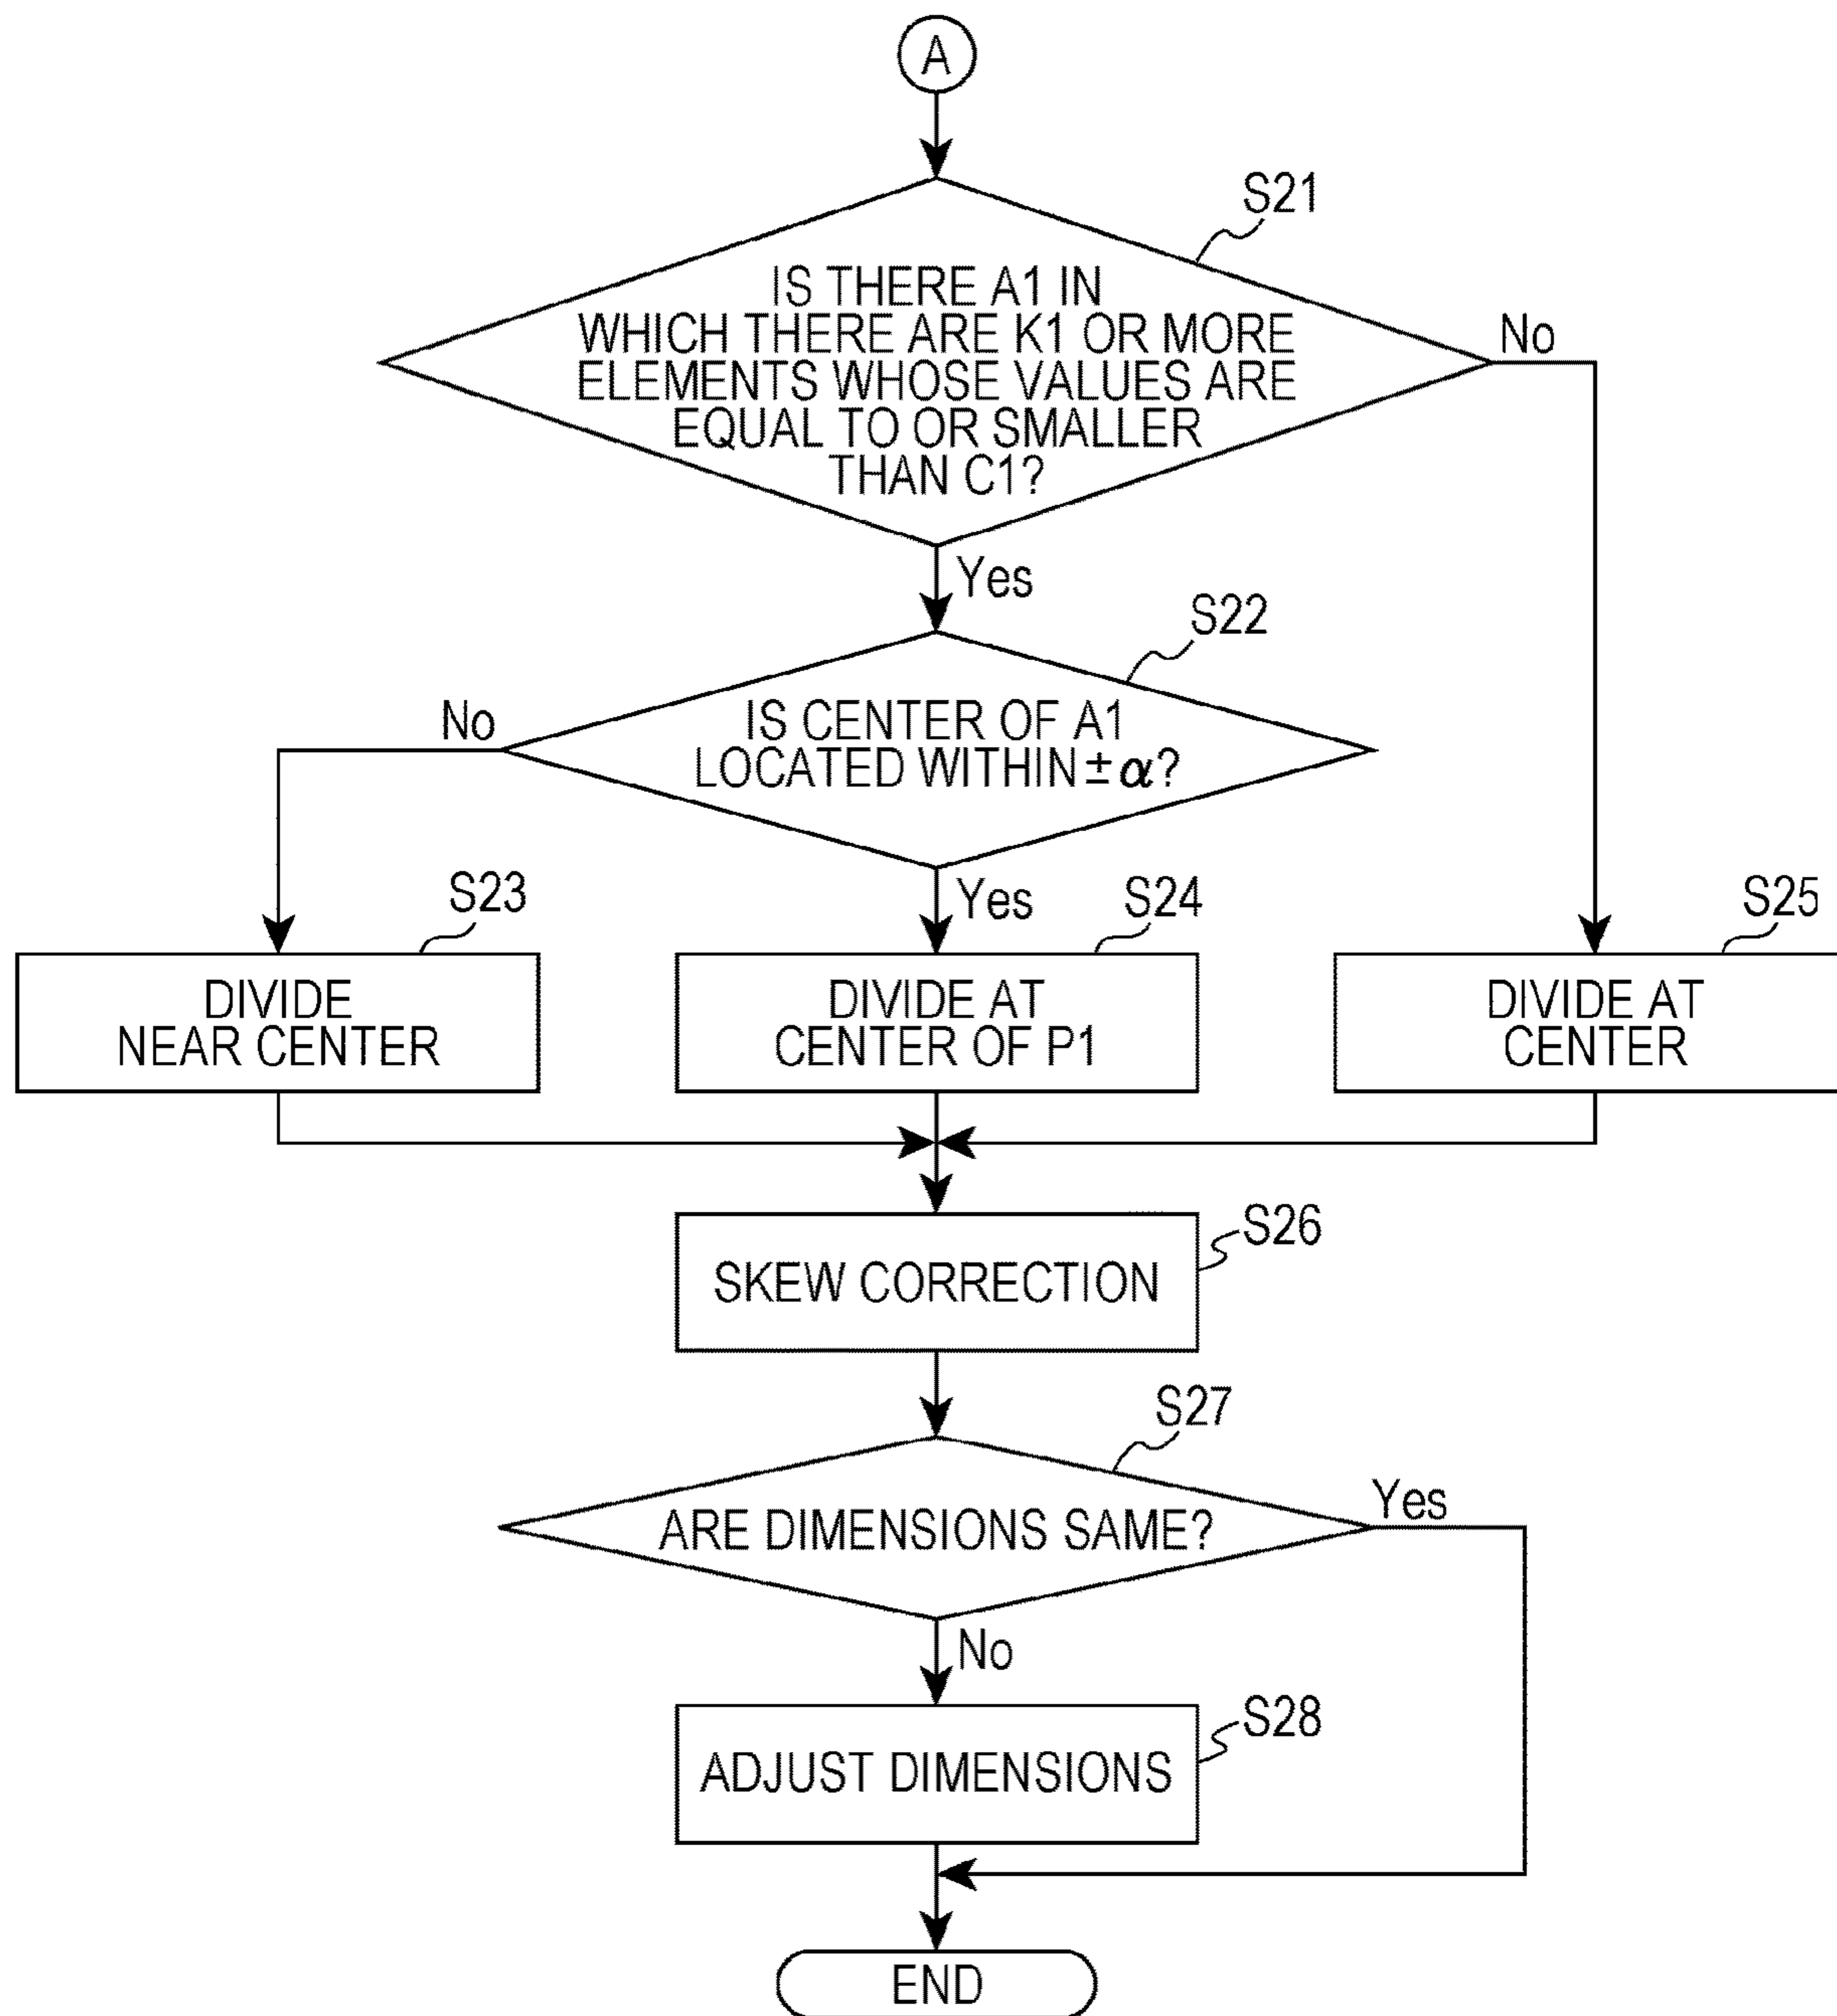 A
S21
IS THERE A1 IN
WHICH THERE ARE K1 OR MORE
ELEMENTS WHOSE VALUES ARE
EQUAL TO OR SMALLER
THAN C1?
No
Yes
S22
IS CENTER OF A1
LOCATED WITHIN ± α?
No
Yes
S23
DIVIDE
NEAR CENTER
S24
DIVIDE AT
CENTER OF P1
S25
DIVIDE AT
CENTER
S26
SKEW CORRECTION
S27
ARE DIMENSIONS SAME?
Yes
No
S28
ADJUST DIMENSIONS
END